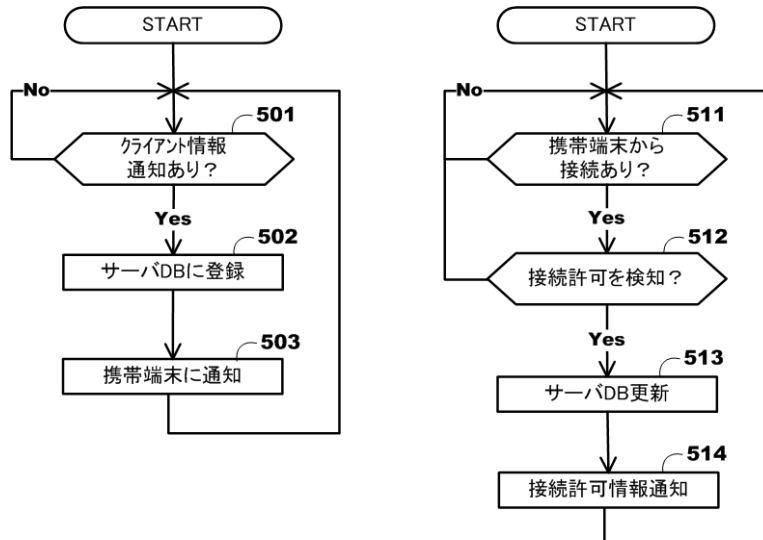 START
No
501
クライアント情報
通知あり？
Yes
502
サーバDBに登録
503
携帯端末に通知
START
No
511
携帯端末から
接続あり？
Yes
512
接続許可を検知？
Yes
513
サーバDB更新
514
接続許可情報通知